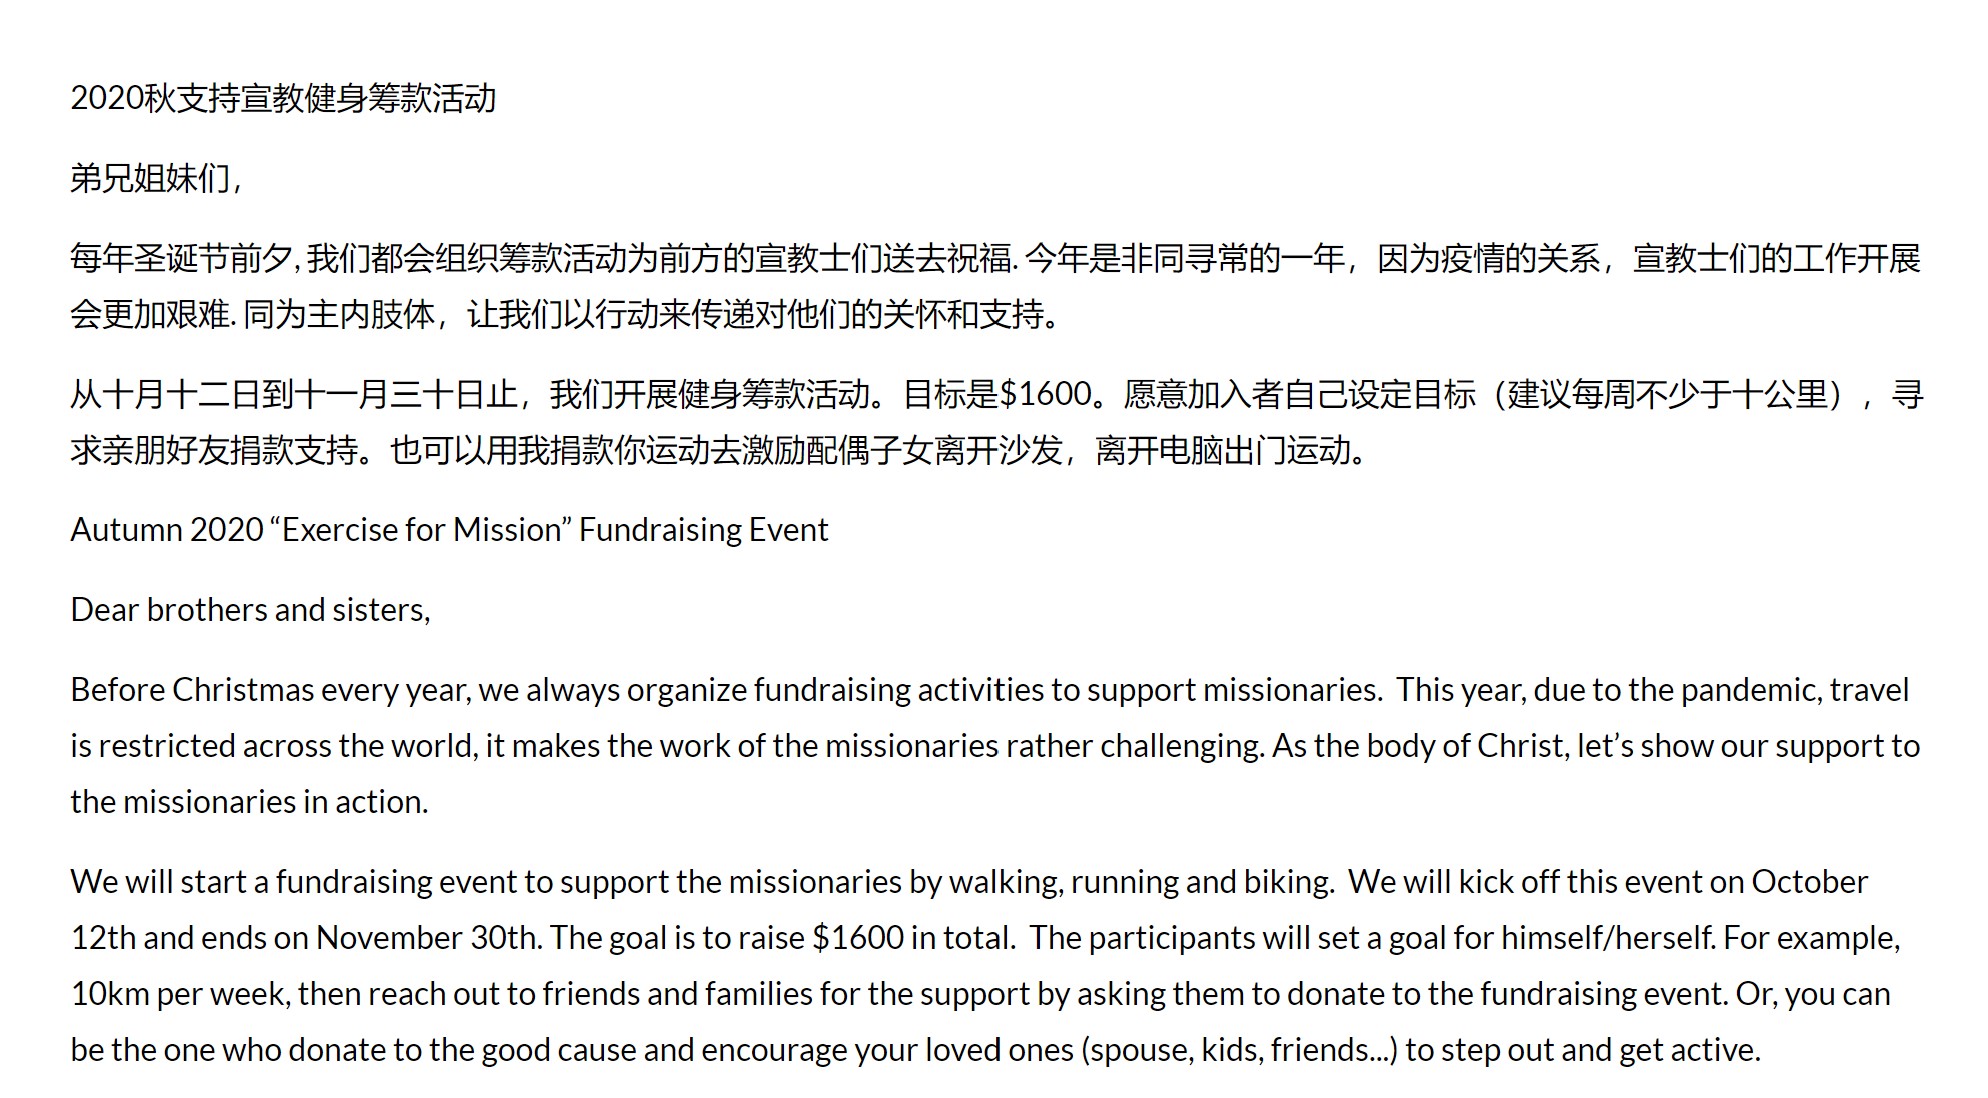 2020秋支持宣教健身筹款活动
弟兄姐妹们，
每年圣诞节前夕, 我们都会组织筹款活动为前方的宣教士们送去祝福. 今年是非同寻常的一年，因为疫情的关系，宣教士们的工作开展
会更加艰难. 同为主内肢体，让我们以行动来传递对他们的关怀和支持。
从十月十二日到十一月三十日止，我们开展健身筹款活动。目标是$1600。愿意加入者自己设定目标（建议每周不少于十公里），寻
求亲朋好友捐款支持。也可以用我捐款你运动去激励配偶子女离开沙发，离开电脑出门运动。
Autumn 2020 “Exercise for Mission” Fundraising Event
Dear brothers and sisters,
Before Christmas every year, we always organize fundraising activities to support missionaries.  This year, due to the pandemic, travel
is restricted across the world, it makes the work of the missionaries rather challenging. As the body of Christ, let’s show our support to
the missionaries in action.
We will start a fundraising event to support the missionaries by walking, running and biking.  We will kick off this event on October
12th and ends on November 30th. The goal is to raise $1600 in total.  The participants will set a goal for himself/herself. For example,
10km per week, then reach out to friends and families for the support by asking them to donate to the fundraising event. Or, you can
be the one who donate to the good cause and encourage your loved ones (spouse, kids, friends...) to step out and get active.